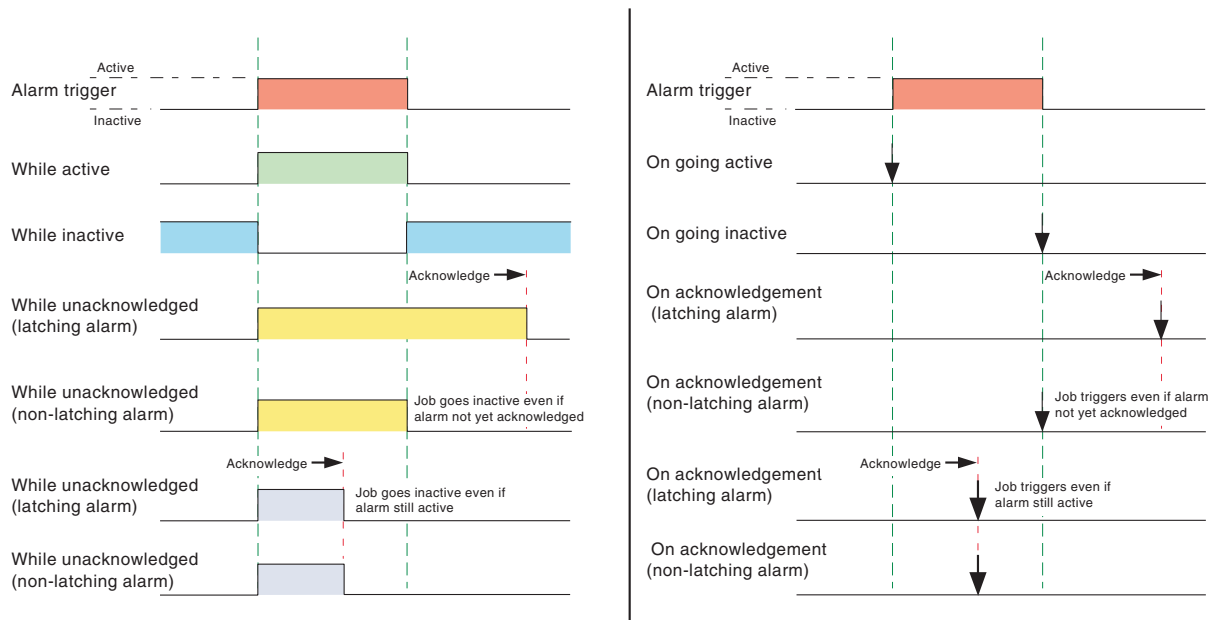 Active
Alarm trigger
Inactive
While active
While inactive
Acknowledge
While unacknowledged
(latching alarm)
While unacknowledged
(non-latching alarm)
Job goes inactive even if
alarm not yet acknowledged
Acknowledge
While unacknowledged
(latching alarm)
Job goes inactive even if
alarm still active
While unacknowledged
(non-latching alarm)
Active
Alarm trigger
Inactive
On going active
On going inactive
Acknowledge
On acknowledgement
(latching alarm)
On acknowledgement
(non-latching alarm)
Job triggers even if alarm
not yet acknowledged
Acknowledge
On acknowledgement
(latching alarm)
Job triggers even if
alarm still active
On acknowledgement
(non-latching alarm)